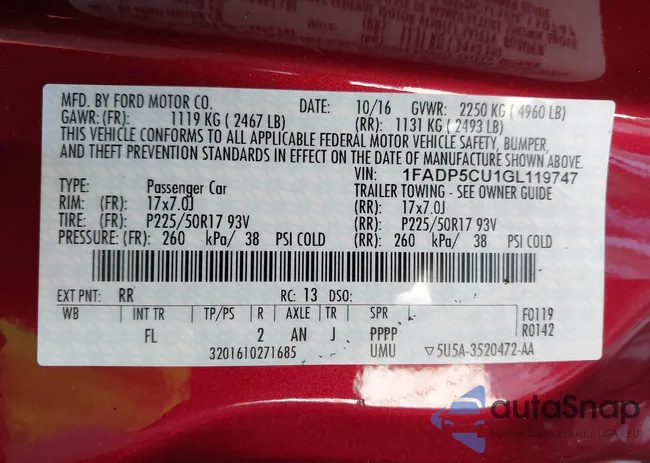 MFD. BY FORD MOTOR CO. DATE: 10/16 GVWR: 2250 KG ( 4960 LB)
GAWR: (FR): 1119 KG ( 2467 LB) (RR): 1131 KG ( 2493 LB)
THIS VEHICLE CONFORMS TO ALL APPLICABLE FEDERAL MOTOR VEHICLE SAFETY, BUMPER,
AND THEFT PREVENTION STANDARDS IN EFFECT ON THE DATE OF MANUFACTURE SHOWN ABOVE.
VIN: 1FADP5CU1GL119747
TYPE: Passenger Car TRAILER TOWING - SEE OWNER GUIDE
RIM: (FR): 17x7.0J (RR): 17x7.0J
TIRE: (FR): P225/50R17 93V (RR): P225/50R17 93V
PRESSURE: (FR): 260 kPa/ 38 PSI COLD (RR): 260 kPa/ 38 PSI COLD
EXT PNT: RR RC: 13 DSO:
WB INT TR TP/PS R AXLE TR SPR F0119
FL 2 AN J PPPP R0142
3201610271685 UMU ▽5U5A-3520472-AA
autaSnap